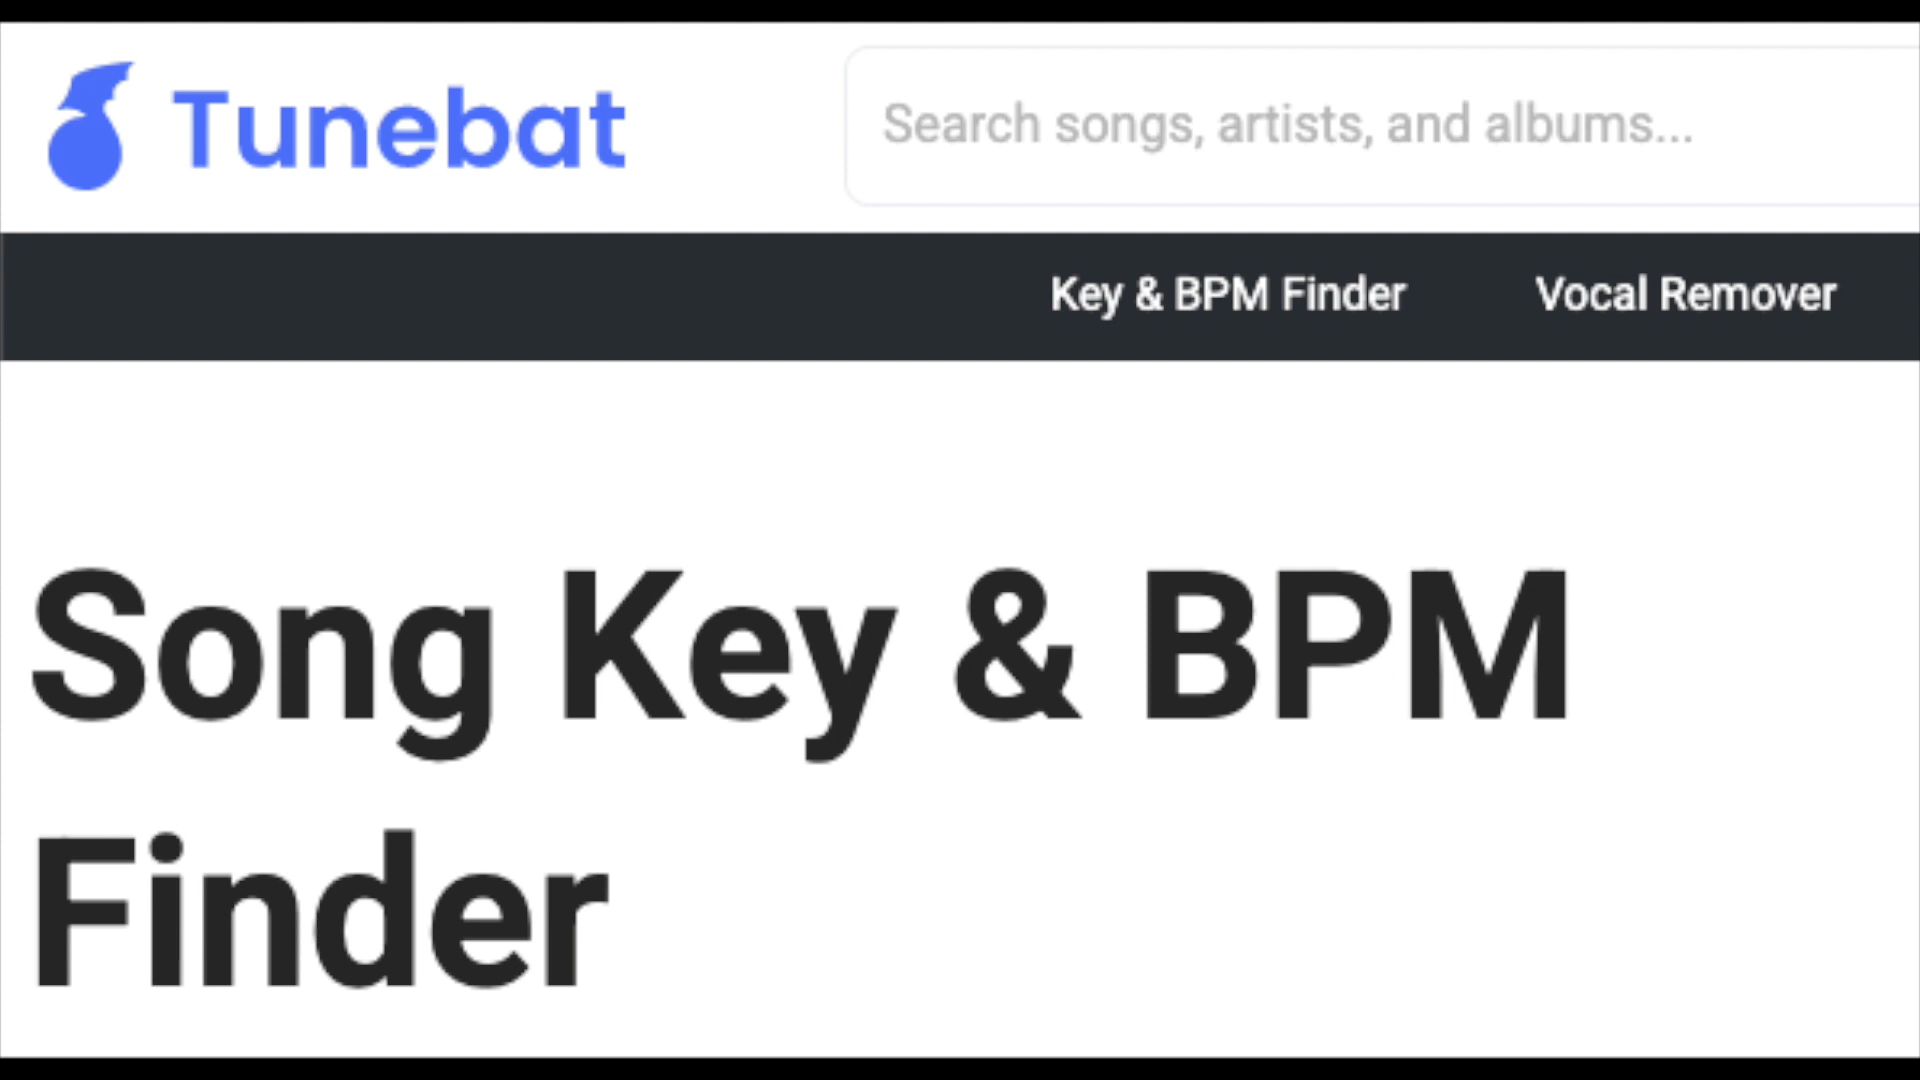 Tunebat
Search songs, artists, and albums...
Key & BPM Finder
Vocal Remover
Song Key & BPM
Finder